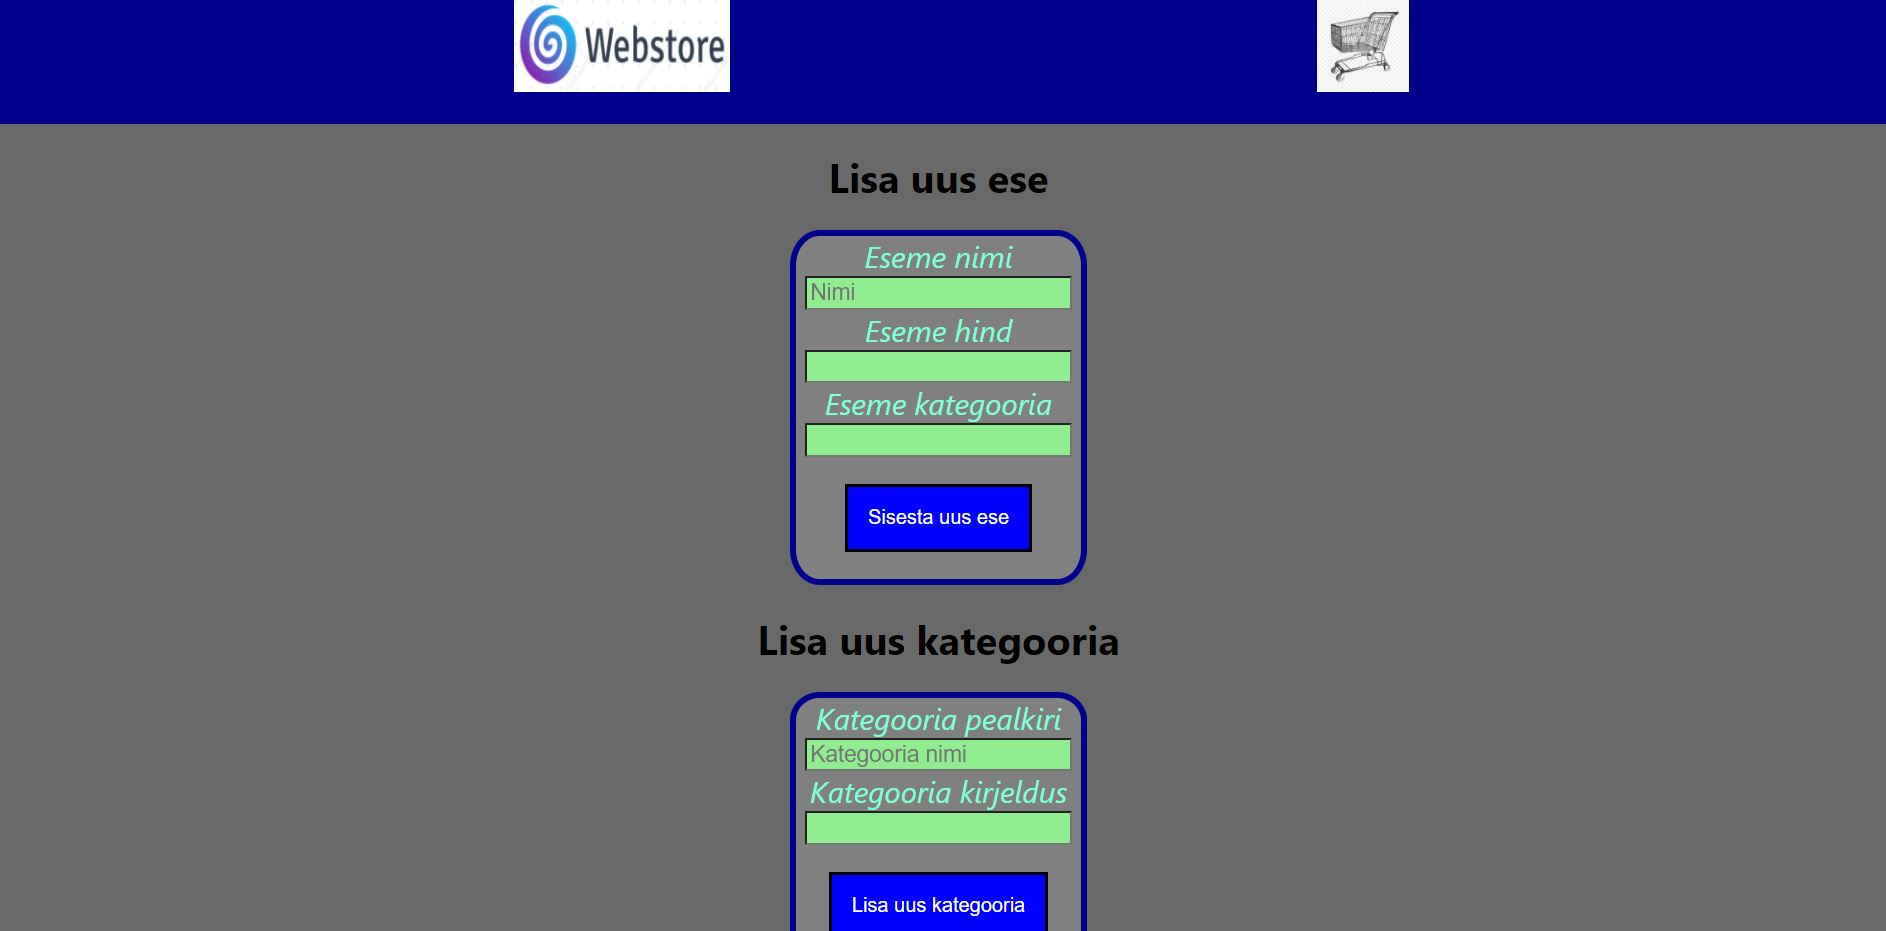 Webstore
Lisa uus ese
Eseme nimi
Nimi
Eseme hind
Eseme kategooria
Sisesta uus ese
Lisa uus kategooria
Kategooria pealkiri
Kategooria nimi
Kategooria kirjeldus
Lisa uus kategooria